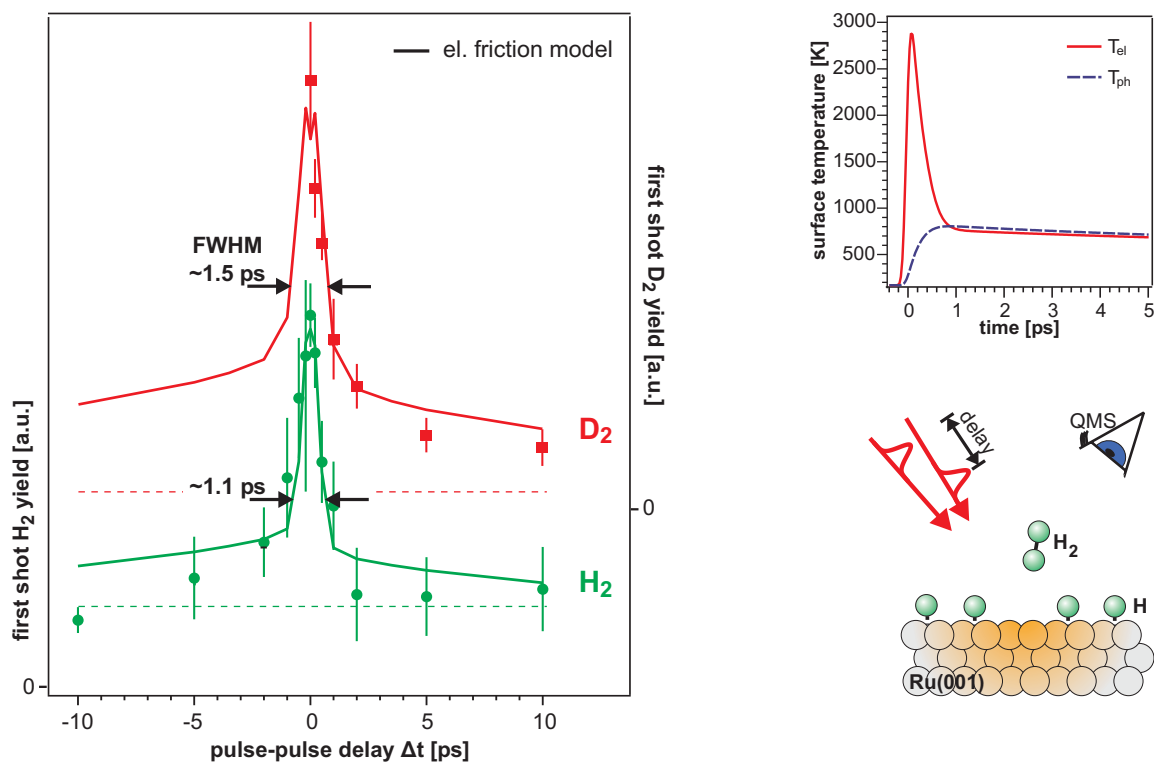 el. friction model
FWHM
~1.5 ps
~1.1 ps
D₂
H₂
first shot H₂ yield [a.u.]
0
-10
-5
0
5
10
pulse-pulse delay Δt [ps]
first shot D₂ yield [a.u.]
0
surface temperature [K]
3000
2500
2000
1500
1000
500
Tel
Tph
0
1
2
3
4
5
time [ps]
delay
QMS
H₂
H
Ru(001)